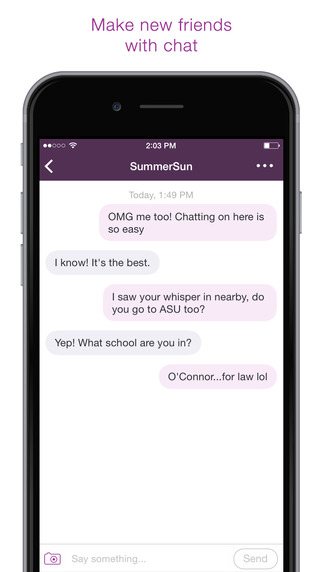 Make new friends
with chat
2:03 PM
SummerSun
Today, 1:49 PM
OMG me too! Chatting on here is
so easy
I know! It's the best.
I saw your whisper in nearby, do
you go to ASU too?
Yep! What school are you in?
O'Connor...for law lol
Say something...
Send